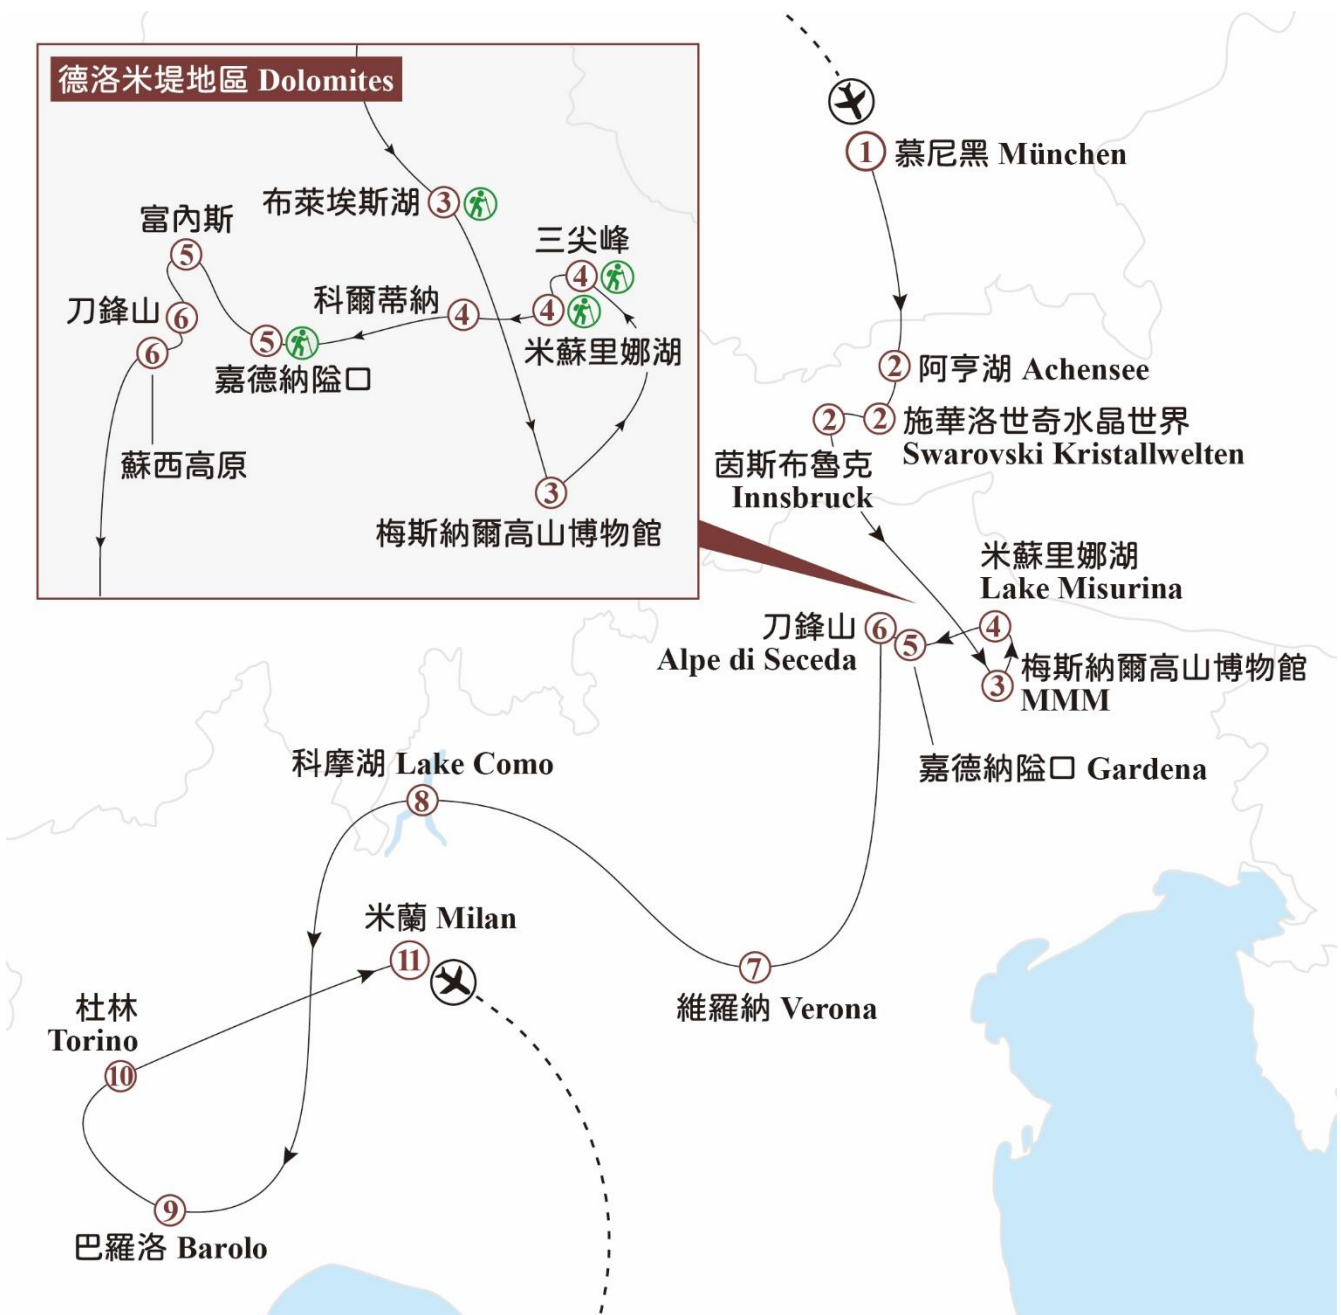 德洛米堤地區 Dolomites
布萊埃斯湖
3
富內斯
5
三尖峰
4
刀鋒山
6
科爾蒂納
4
4
米蘇里娜湖
5
嘉德納隘口
6
蘇西高原
3
梅斯納爾高山博物館
1
慕尼黑 München
2
阿亨湖 Achensee
2
2
施華洛世奇水晶世界
Swarovski Kristallwelten
茵斯布魯克
Innsbruck
米蘇里娜湖
Lake Misurina
4
刀鋒山
Alpe di Seceda
6
5
3
梅斯納爾高山博物館
MMM
嘉德納隘口 Gardena
科摩湖 Lake Como
8
米蘭 Milan
11
7
維羅納 Verona
杜林
Torino
10
9
巴羅洛 Barolo